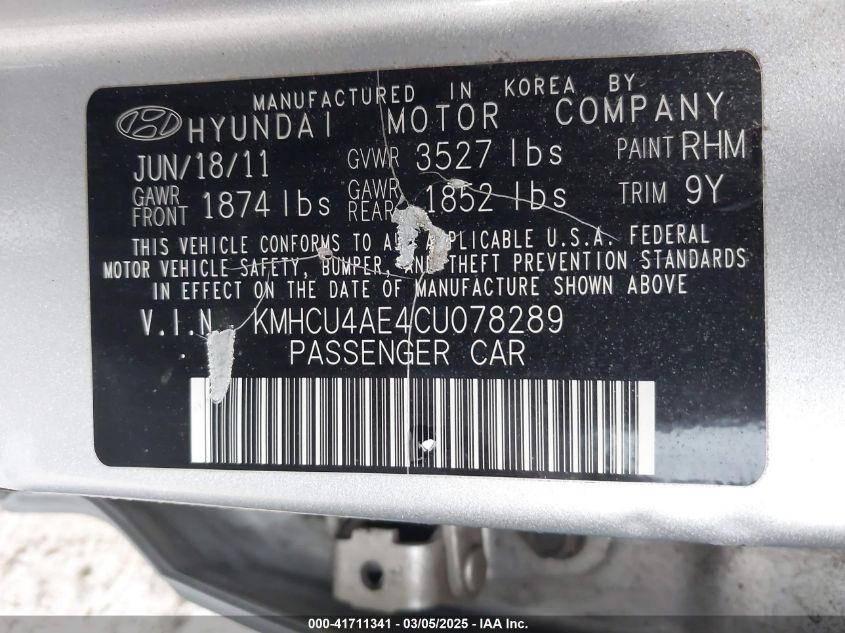 MANUFACTURED IN KOREA BY
HYUNDAI MOTOR COMPANY
JUN/18/11 GVWR 3527 lbs PAINT RHM
GAWR FRONT 1874 lbs GAWR REAR 1852 lbs TRIM 9Y
THIS VEHICLE CONFORMS TO APPLICABLE U.S.A. FEDERAL
MOTOR VEHICLE SAFETY, BUMPER, AND THEFT PREVENTION STANDARDS
IN EFFECT ON THE DATE OF MANUFACTURE SHOWN ABOVE
V.I.N. KMHCU4AE4CU078289
PASSENGER CAR
000-41711341 - 03/05/2025 - IAA Inc.